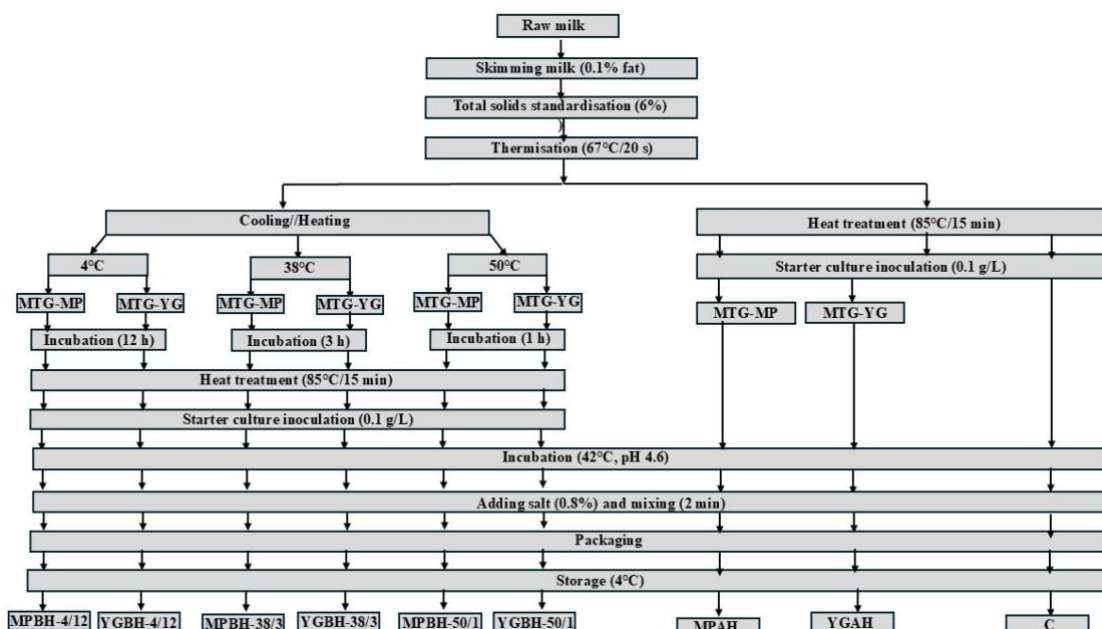 Raw milk
Skimming milk (0.1% fat)
Total solids standardisation (6%)
)
Thermisation (67°C/20 s)
Cooling//Heating
Heat treatment (85°C/15 min)
4°C
38°C
50°C
Starter culture inoculation (0.1 g/L)
MTG-MP
MTG-YG
MTG-MP
MTG-YG
MTG-MP
MTG-YG
MTG-MP
MTG-YG
Incubation (12 h)
Incubation (3 h)
Incubation (1 h)
Heat treatment (85°C/15 min)
Starter culture inoculation (0.1 g/L)
Incubation (42°C, pH 4.6)
Adding salt (0.8%) and mixing (2 min)
Packaging
Storage (4°C)
MPBH-4/12
YGBH-4/12
MPBH-38/3
YGBH-38/3
MPBH-50/1
YGBH-50/1
MPAH
YGAH
C